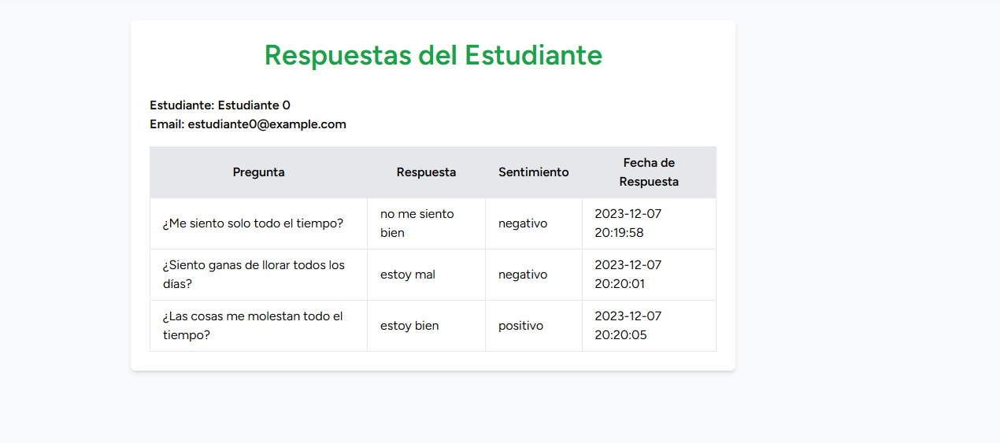 Respuestas del Estudiante
Estudiante: Estudiante 0
Email: estudiante0@example.com
Pregunta Respuesta Sentimiento Fecha de
Respuesta
¿Me siento solo todo el tiempo? no me siento
bien negativo 2023-12-07
20:19:58
¿Siento ganas de llorar todos los
días? estoy mal negativo 2023-12-07
20:20:01
¿Las cosas me molestan todo el
tiempo? estoy bien positivo 2023-12-07
20:20:05